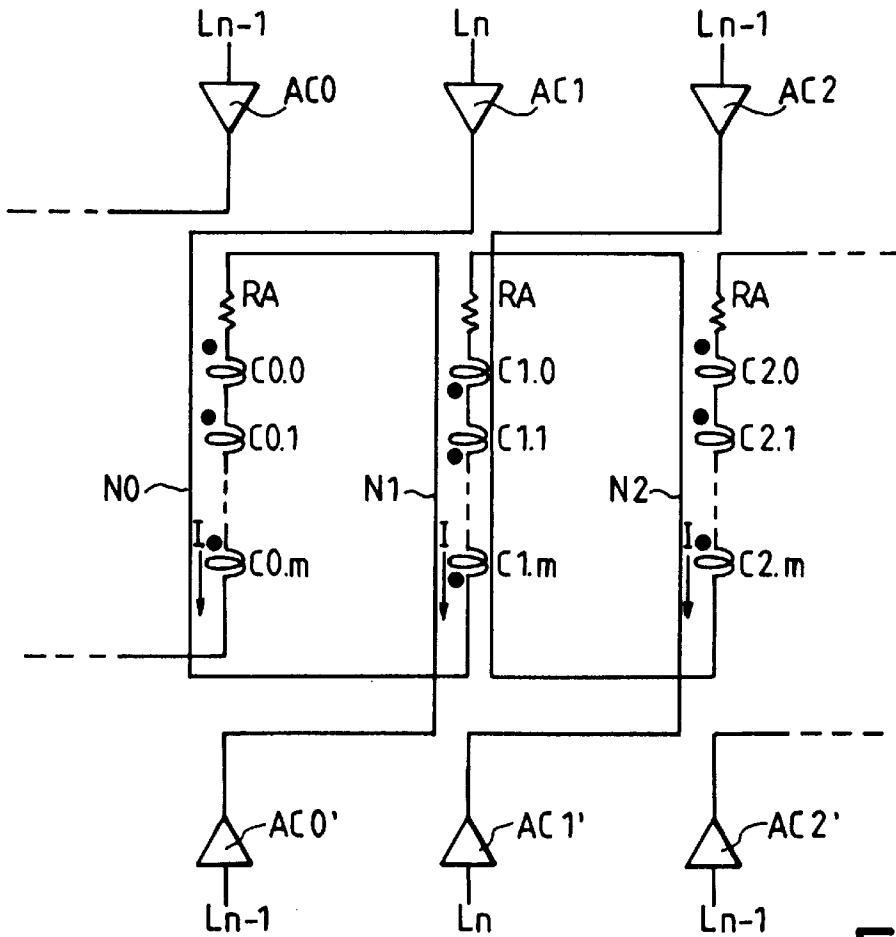 Ln-1 Ln Ln-1
AC0 AC1 AC2
RA RA RA
C0.0 C1.0 C2.0
C0.1 C1.1 C2.1
N0 N1 N2
I I I
C0.m C1.m C2.m
AC0' AC1' AC2'
Ln-1 Ln Ln-1